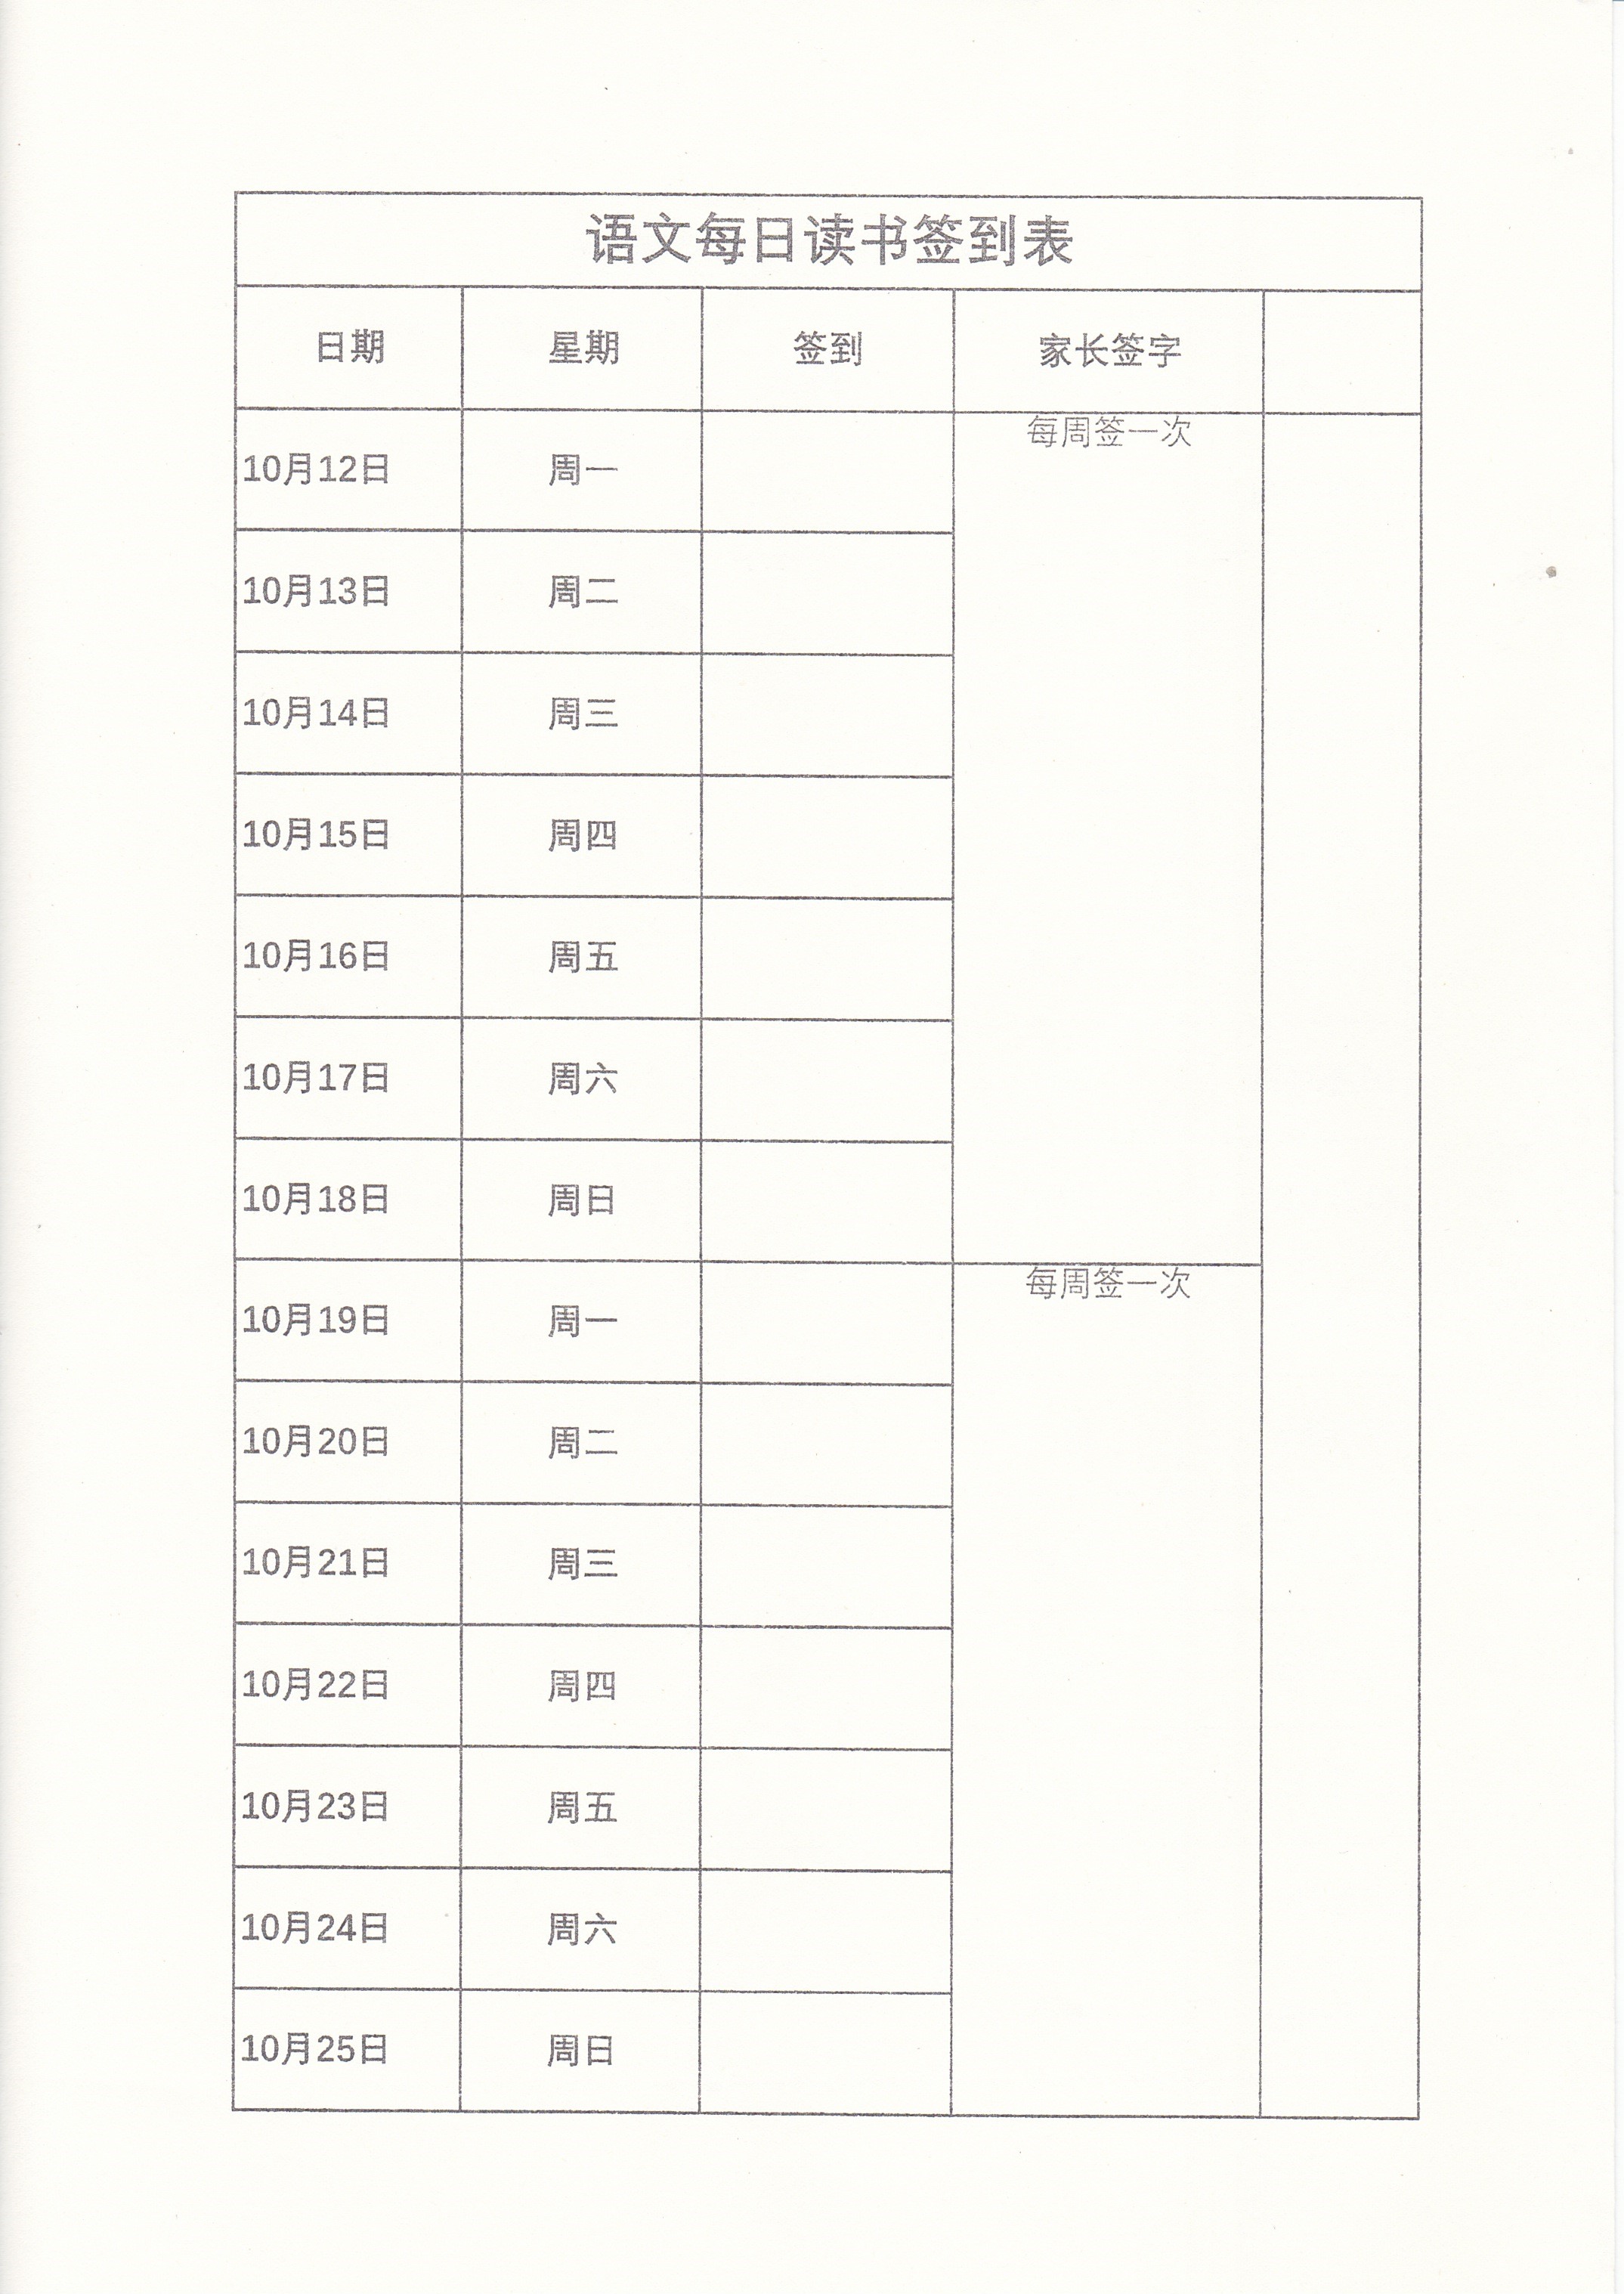 语文每日读书签到表
日期 星期 签到 家长签字
每周签一次
10月12日 周一
10月13日 周二
10月14日 周三
10月15日 周四
10月16日 周五
10月17日 周六
10月18日 周日
每周签一次
10月19日 周一
10月20日 周二
10月21日 周三
10月22日 周四
10月23日 周五
10月24日 周六
10月25日 周日